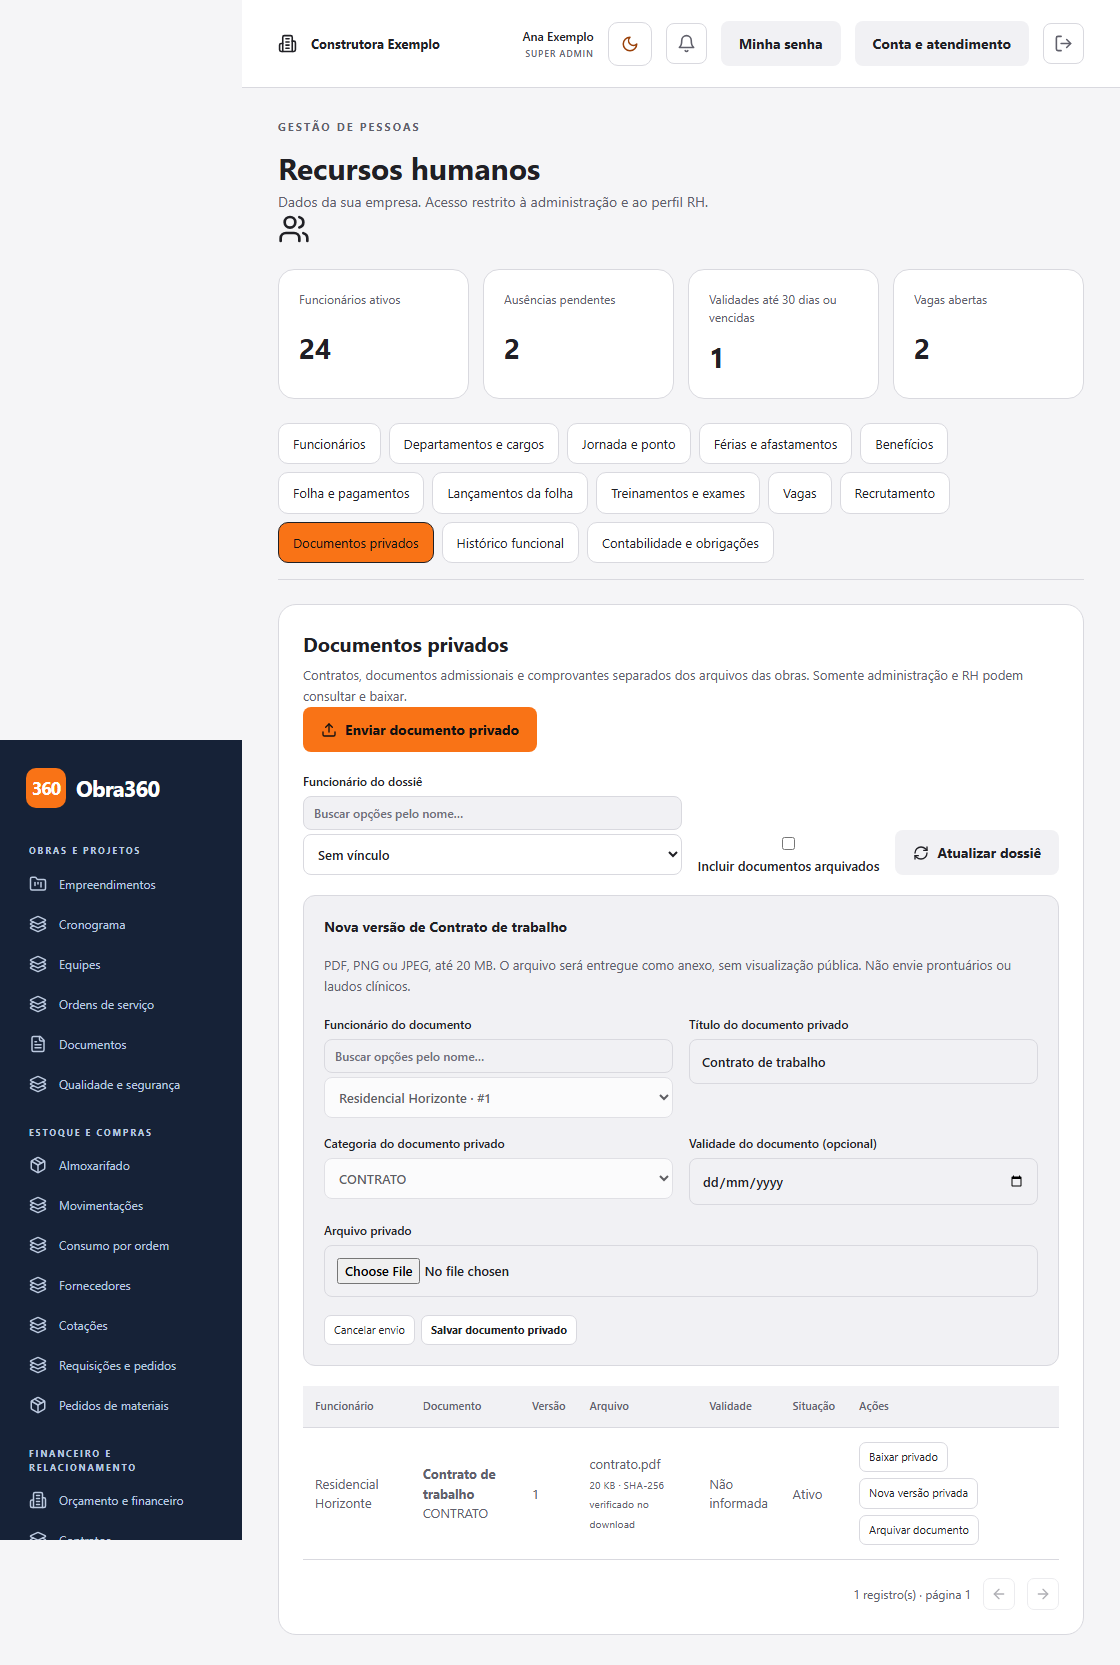 Construtora Exemplo
Ana Exemplo
SUPER ADMIN
Minha senha
Conta e atendimento
GESTÃO DE PESSOAS
Recursos humanos
Dados da sua empresa. Acesso restrito à administração e ao perfil RH.
Funcionários ativos
24
Ausências pendentes
2
Validades até 30 dias ou
vencidas
1
Vagas abertas
2
Funcionários
Departamentos e cargos
Jornada e ponto
Férias e afastamentos
Benefícios
Folha e pagamentos
Lançamentos da folha
Treinamentos e exames
Vagas
Recrutamento
Documentos privados
Histórico funcional
Contabilidade e obrigações
Documentos privados
Contratos, documentos admissionais e comprovantes separados dos arquivos das obras. Somente administração e RH podem
consultar e baixar.
Enviar documento privado
Funcionário do dossiê
Buscar opções pelo nome...
Sem vínculo
Incluir documentos arquivados
Atualizar dossiê
Nova versão de Contrato de trabalho
PDF, PNG ou JPEG, até 20 MB. O arquivo será entregue como anexo, sem visualização pública. Não envie prontuários ou
laudos clínicos.
Funcionário do documento
Buscar opções pelo nome...
Residencial Horizonte · #1
Título do documento privado
Contrato de trabalho
Categoria do documento privado
CONTRATO
Validade do documento (opcional)
dd/mm/yyyy
Arquivo privado
Choose File No file chosen
Cancelar envio
Salvar documento privado
Funcionário
Documento
Versão
Arquivo
Validade
Situação
Ações
Residencial
Horizonte
Contrato de
trabalho
CONTRATO
1
contrato.pdf
20 KB · SHA-256
verificado no
download
Não
informada
Ativo
Baixar privado
Nova versão privada
Arquivar documento
1 registro(s) · página 1
360
Obra360
OBRAS E PROJETOS
Empreendimentos
Cronograma
Equipes
Ordens de serviço
Documentos
Qualidade e segurança
ESTOQUE E COMPRAS
Almoxarifado
Movimentações
Consumo por ordem
Fornecedores
Cotações
Requisições e pedidos
Pedidos de materiais
FINANCEIRO E
RELACIONAMENTO
Orçamento e financeiro